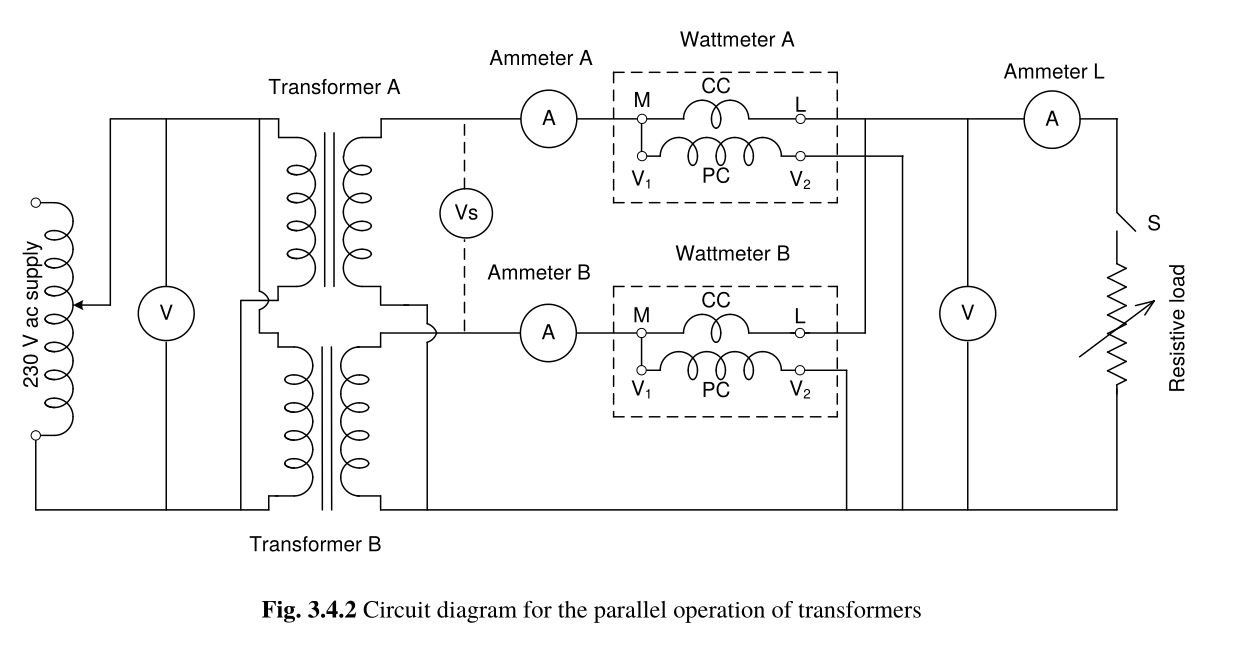 Wattmeter A
Ammeter A
Ammeter L
Transformer A
CC
M
L
A
A
V₁
PC
V₂
Vs
S
230 V ac supply
Wattmeter B
Ammeter B
CC
M
L
V
A
V
Resistive load
V₁
PC
V₂
Transformer B
Fig. 3.4.2 Circuit diagram for the parallel operation of transformers